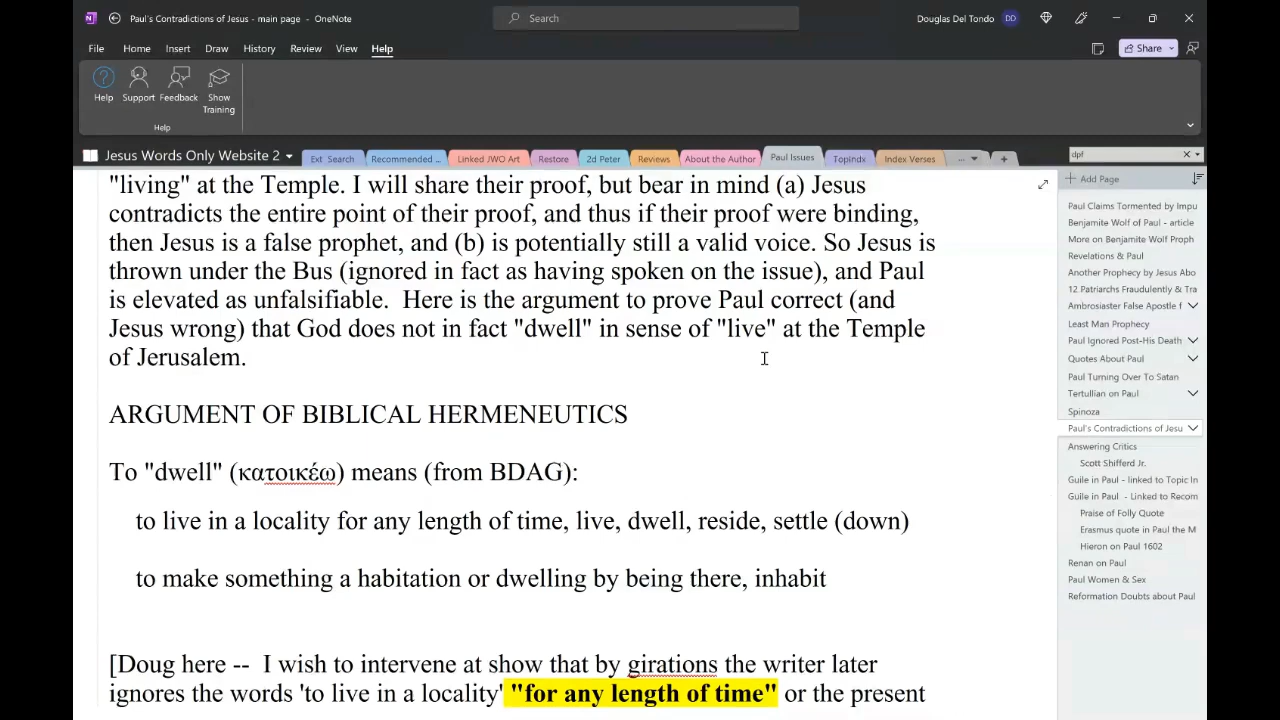 Paul's Contradictions of Jesus - main page - OneNote
Search
Douglas Del Tondo
DD
File Home Insert Draw History Review View Help
Share
Help Support Feedback Show Training
Help
Jesus Words Only Website 2
Ext Search Recommended ... Linked JWO Art Restore 2d Peter Reviews About the Author Paul Issues Topindx Index Verses ...
dpf
"living" at the Temple. I will share their proof, but bear in mind (a) Jesus
contradicts the entire point of their proof, and thus if their proof were binding,
then Jesus is a false prophet, and (b) is potentially still a valid voice. So Jesus is
thrown under the Bus (ignored in fact as having spoken on the issue), and Paul
is elevated as unfalsifiable. Here is the argument to prove Paul correct (and
Jesus wrong) that God does not in fact "dwell" in sense of "live" at the Temple
of Jerusalem.
ARGUMENT OF BIBLICAL HERMENEUTICS
To "dwell" (κατοικέω) means (from BDAG):
to live in a locality for any length of time, live, dwell, reside, settle (down)
to make something a habitation or dwelling by being there, inhabit
[Doug here -- I wish to intervene at show that by girations the writer later
ignores the words 'to live in a locality' "for any length of time" or the present
Add Page
Paul Claims Tormented by Impu
Benjamite Wolf of Paul - article
More on Benjamite Wolf Proph
Revelations & Paul
Another Prophecy by Jesus Abo
12 Patriarchs Fraudulently & Tra
Ambrosiaster False Apostle f
Least Man Prophecy
Paul Ignored Post-His Death
Quotes About Paul
Paul Turning Over To Satan
Tertullian on Paul
Spinoza
Paul's Contradictions of Jesu
Answering Critics
Scott Shifferd Jr.
Guile in Paul - linked to Topic In
Guile in Paul - Linked to Recom
Praise of Folly Quote
Erasmus quote in Paul the M
Hieron on Paul 1602
Renan on Paul
Paul Women & Sex
Reformation Doubts about Paul